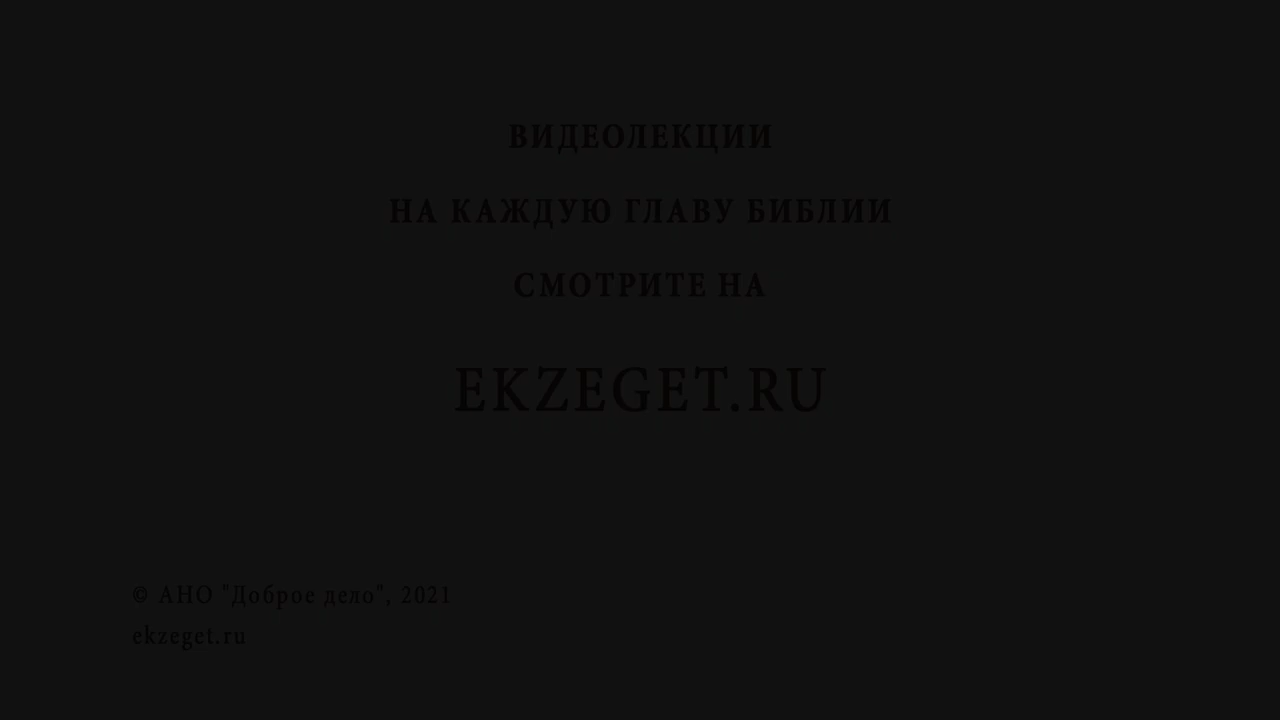 ВИДЕОЛЕКЦИИ
НА КАЖДУЮ ГЛАВУ БИБЛИИ
СМОТРИТЕ НА
EKZEGET.RU
© АНО "Доброе дело", 2021
ekzeget.ru